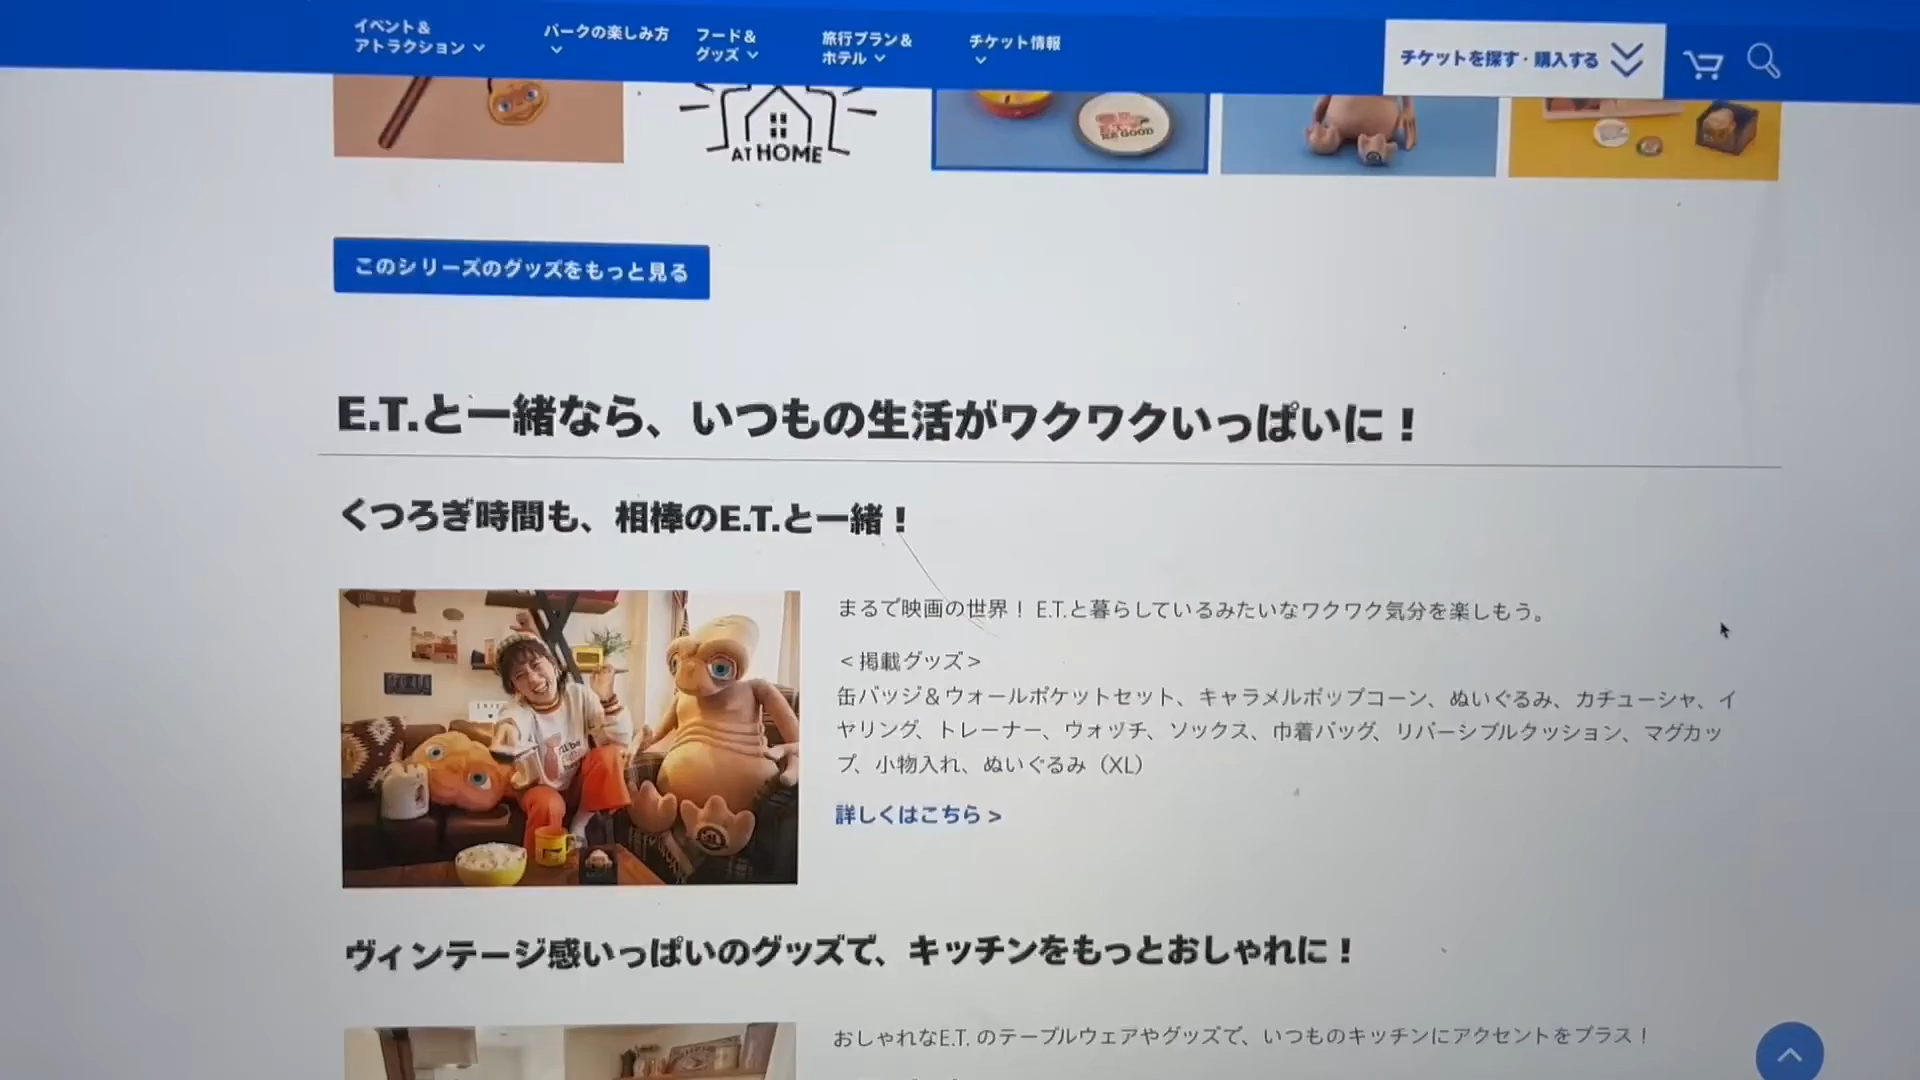 イベント＆
アトラクション
パークの楽しみ方
フード＆
グッズ
旅行プラン＆
ホテル
チケット情報
チケットを探す・購入する
AT HOME
BE GOOD
このシリーズのグッズをもっと見る
E.T.と一緒なら、いつもの生活がワクワクいっぱいに！
くつろぎ時間も、相棒のE.T.と一緒！
まるで映画の世界！ E.T.と暮らしているみたいなワクワク気分を楽しもう。
＜掲載グッズ＞
缶バッジ＆ウォールポケットセット、キャラメルポップコーン、ぬいぐるみ、カチューシャ、イ
ヤリング、トレーナー、ウォッチ、ソックス、巾着バッグ、リバーシブルクッション、マグカッ
プ、小物入れ、ぬいぐるみ（XL）
詳しくはこちら >
ヴィンテージ感いっぱいのグッズで、キッチンをもっとおしゃれに！
おしゃれなE.T. のテーブルウェアやグッズで、いつものキッチンにアクセントをプラス！